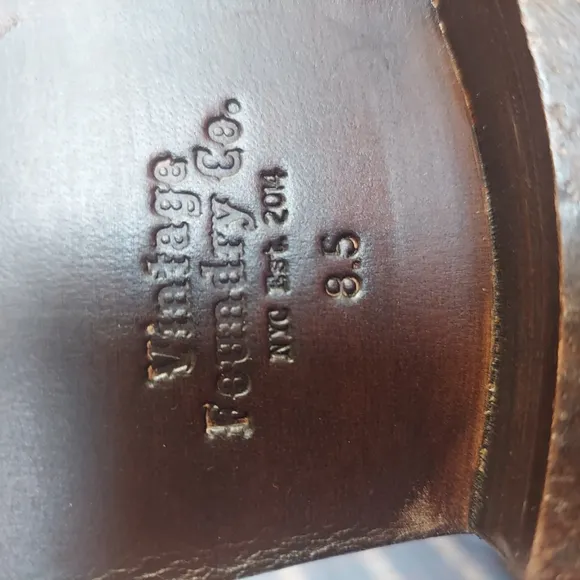 Vintage
Foundry Co.
NYC Est. 2014
8.5